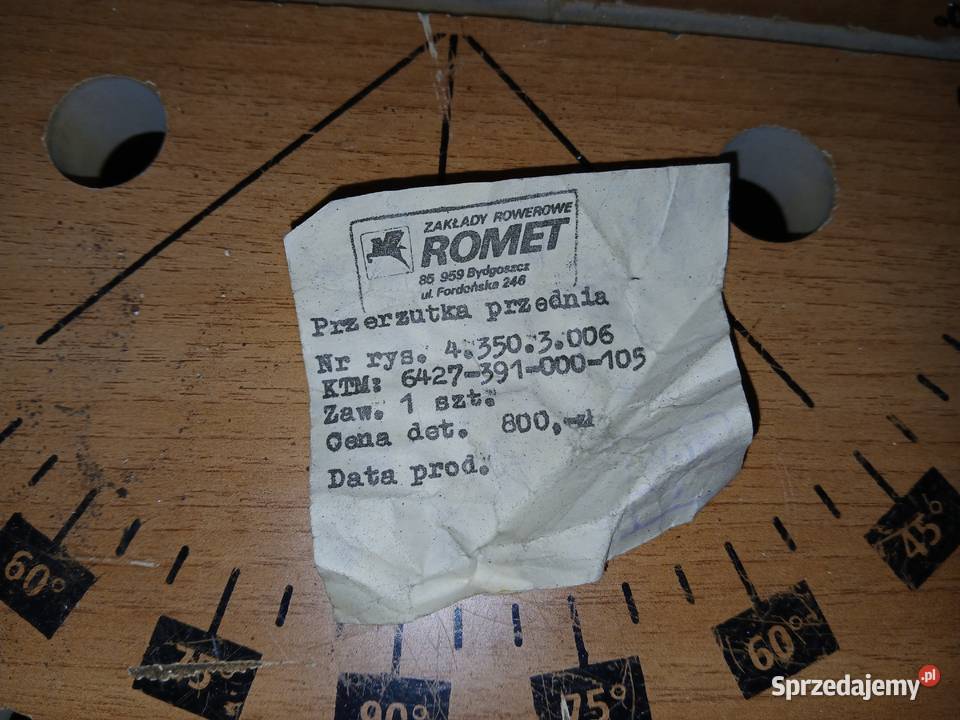 ZAKŁADY ROWEROWE
ROMET
85 959 Bydgoszcz
ul. Fordońska 246
Przerzutka przednia
Nr rys. 4.350.3.006
KTM: 6427-391-000-105
Zaw. 1 szt.
Cena det. 800,-zł
Data prod.
45°
60°
60°
75°
75°
90°
Sprzedajemy.pl